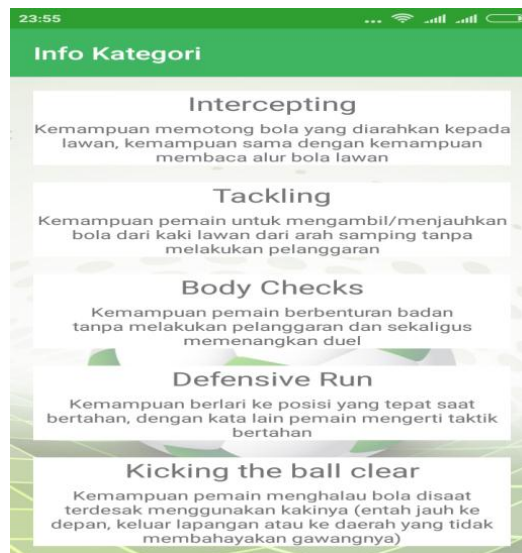 23:55
Info Kategori
Intercepting
Kemampuan memotong bola yang diarahkan kepada
lawan, kemampuan sama dengan kemampuan
membaca alur bola lawan
Tackling
Kemampuan pemain untuk mengambil/menjauhkan
bola dari kaki lawan dari arah samping tanpa
melakukan pelanggaran
Body Checks
Kemampuan pemain berbenturan badan
tanpa melakukan pelanggaran dan sekaligus
memenangkan duel
Defensive Run
Kemampuan berlari ke posisi yang tepat saat
bertahan, dengan kata lain pemain mengerti taktik
bertahan
Kicking the ball clear
Kemampuan pemain menghalau bola disaat
terdesak menggunakan kakinya (entah jauh ke
depan, keluar lapangan atau ke daerah yang tidak
membahayakan gawangnya)